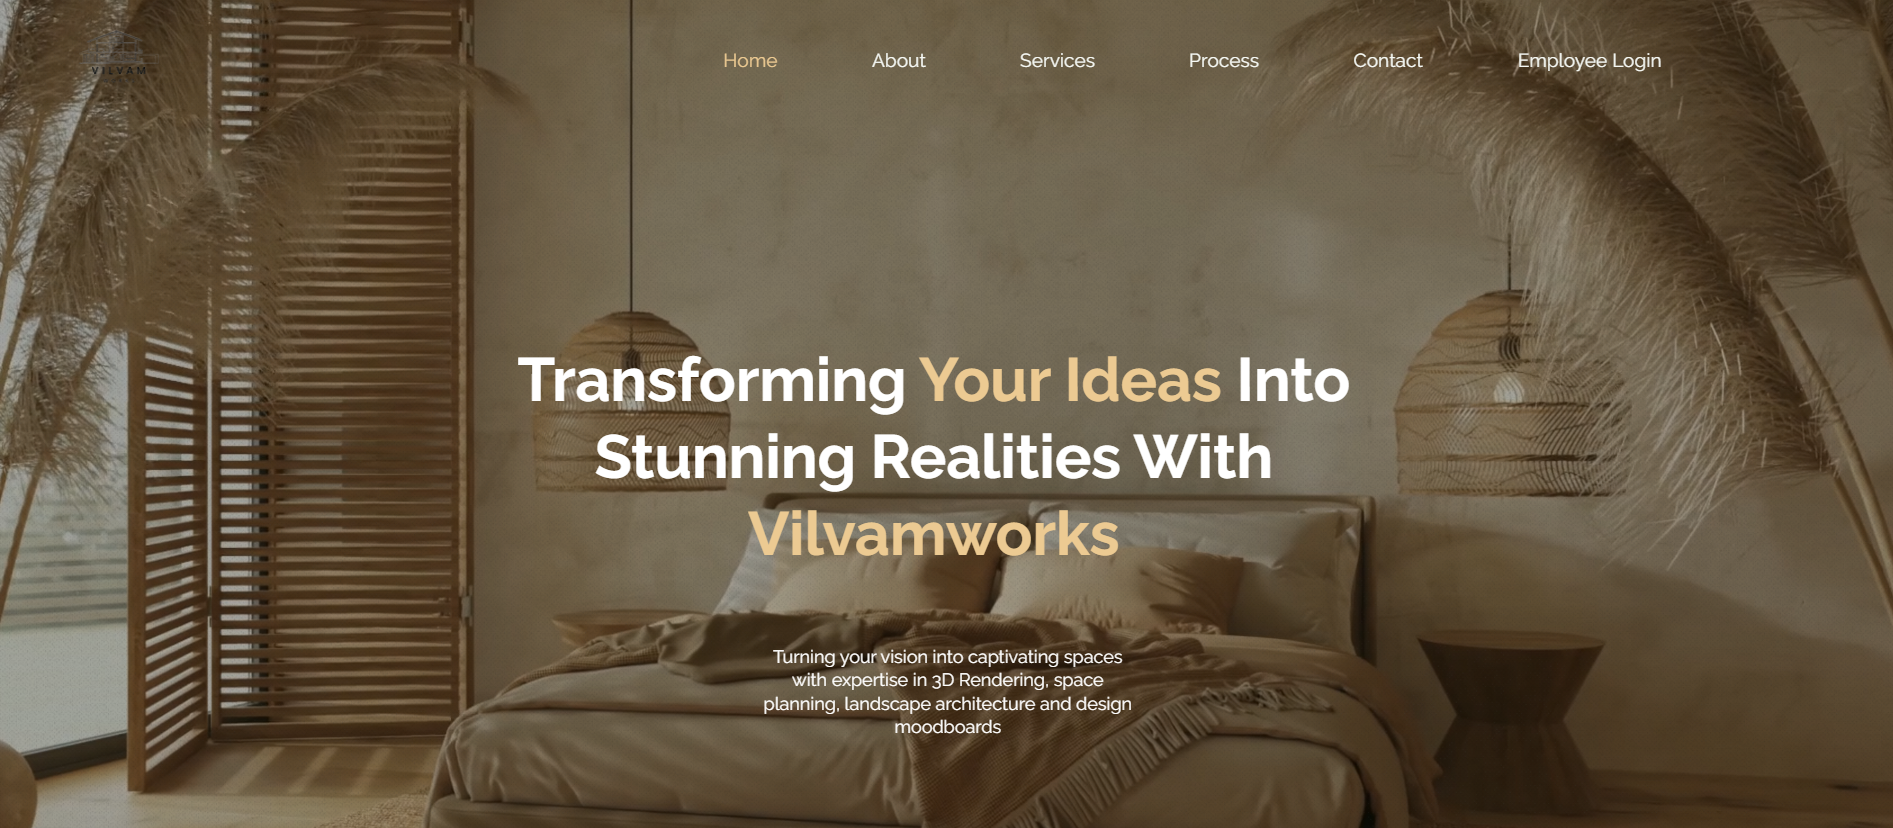 VILVAM
Home About Services Process Contact Employee Login
Transforming Your Ideas Into
Stunning Realities With
Vilvamworks
Turning your vision into captivating spaces
with expertise in 3D Rendering, space
planning, landscape architecture and design
moodboards